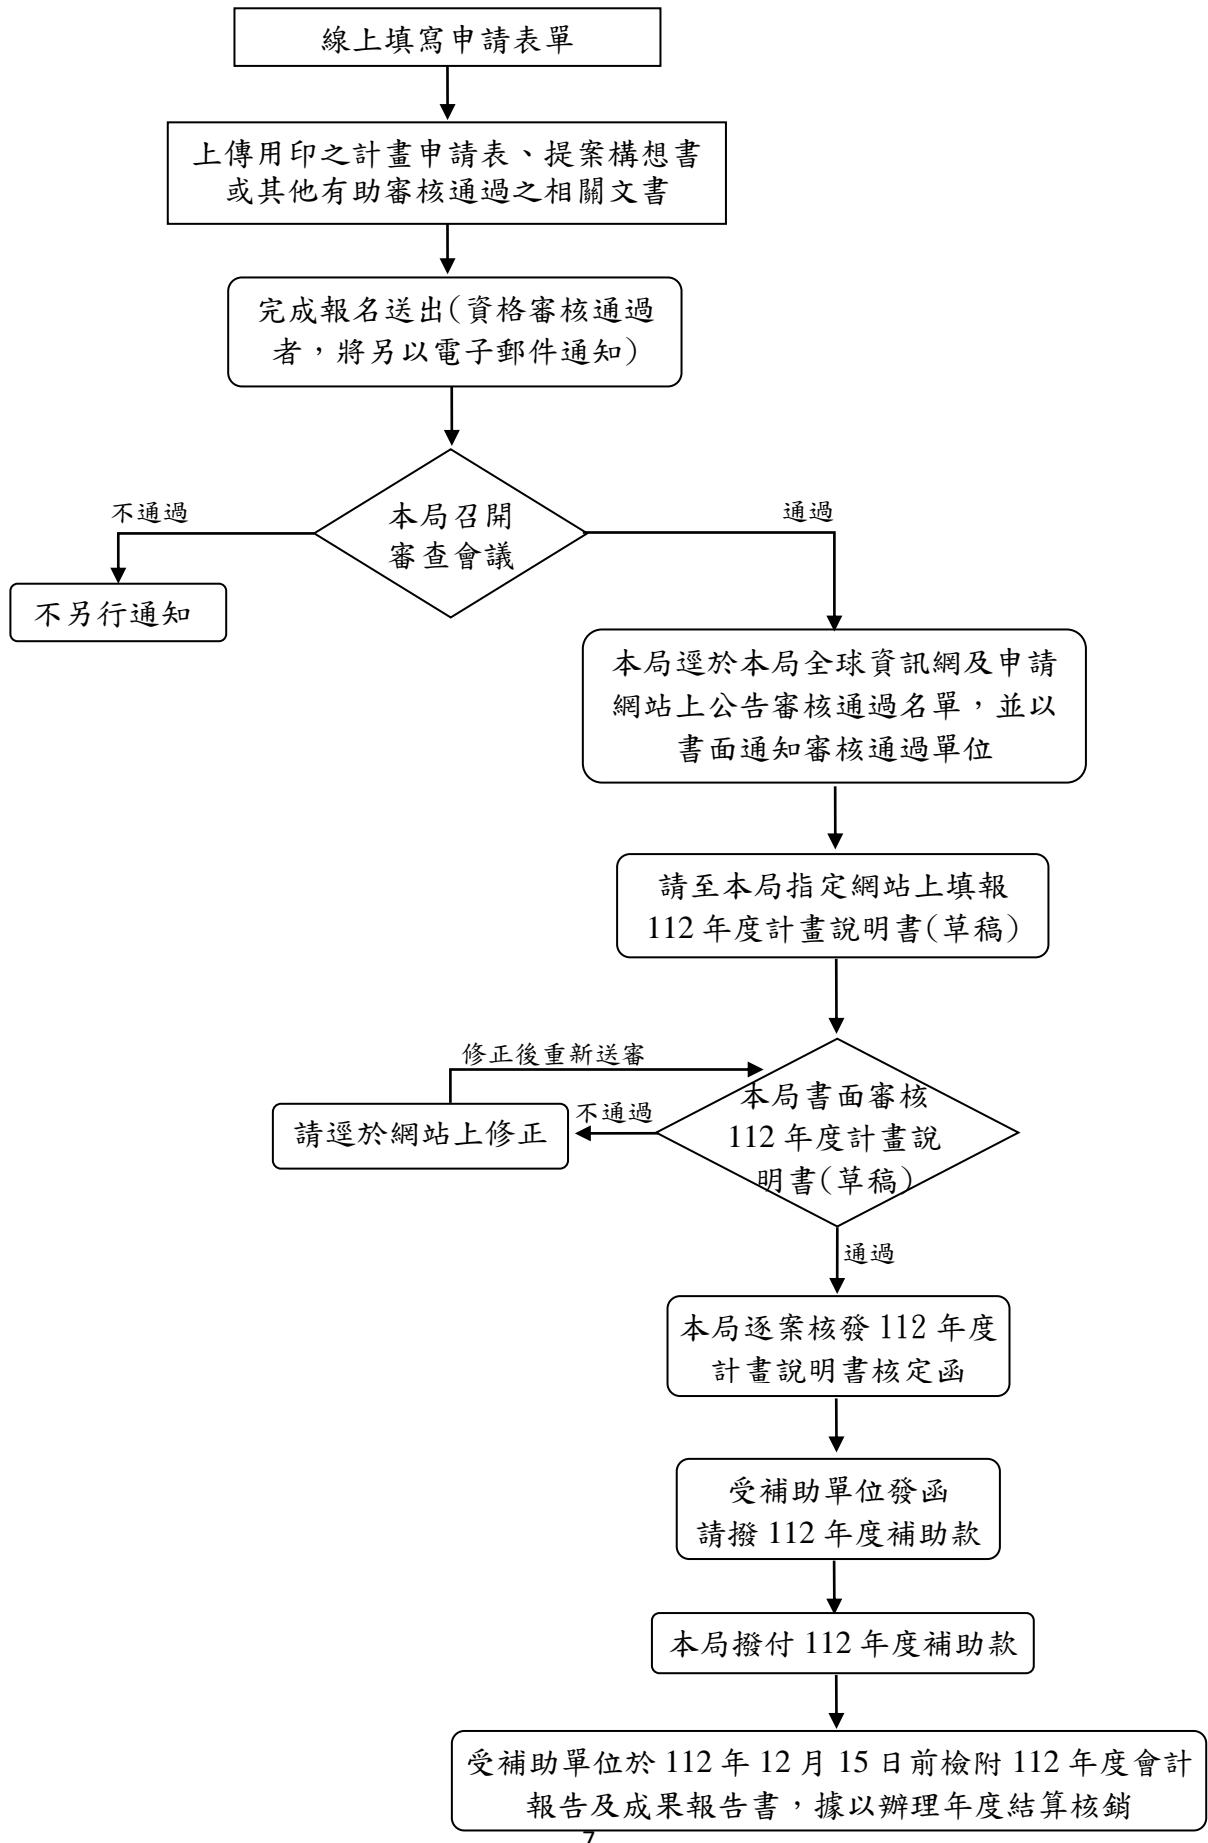 線上填寫申請表單
上傳用印之計畫申請表、提案構想書
或其他有助審核通過之相關文書
完成報名送出(資格審核通過
者，將另以電子郵件通知)
本局召開
審查會議
不通過
通過
不另行通知
本局逕於本局全球資訊網及申請
網站上公告審核通過名單，並以
書面通知審核通過單位
請至本局指定網站上填報
112 年度計畫說明書(草稿)
修正後重新送審
請逕於網站上修正
不通過
本局書面審核
112 年度計畫說
明書(草稿)
通過
本局逐案核發 112 年度
計畫說明書核定函
受補助單位發函
請撥 112 年度補助款
本局撥付 112 年度補助款
受補助單位於 112 年 12 月 15 日前檢附 112 年度會計
報告及成果報告書，據以辦理年度結算核銷
7